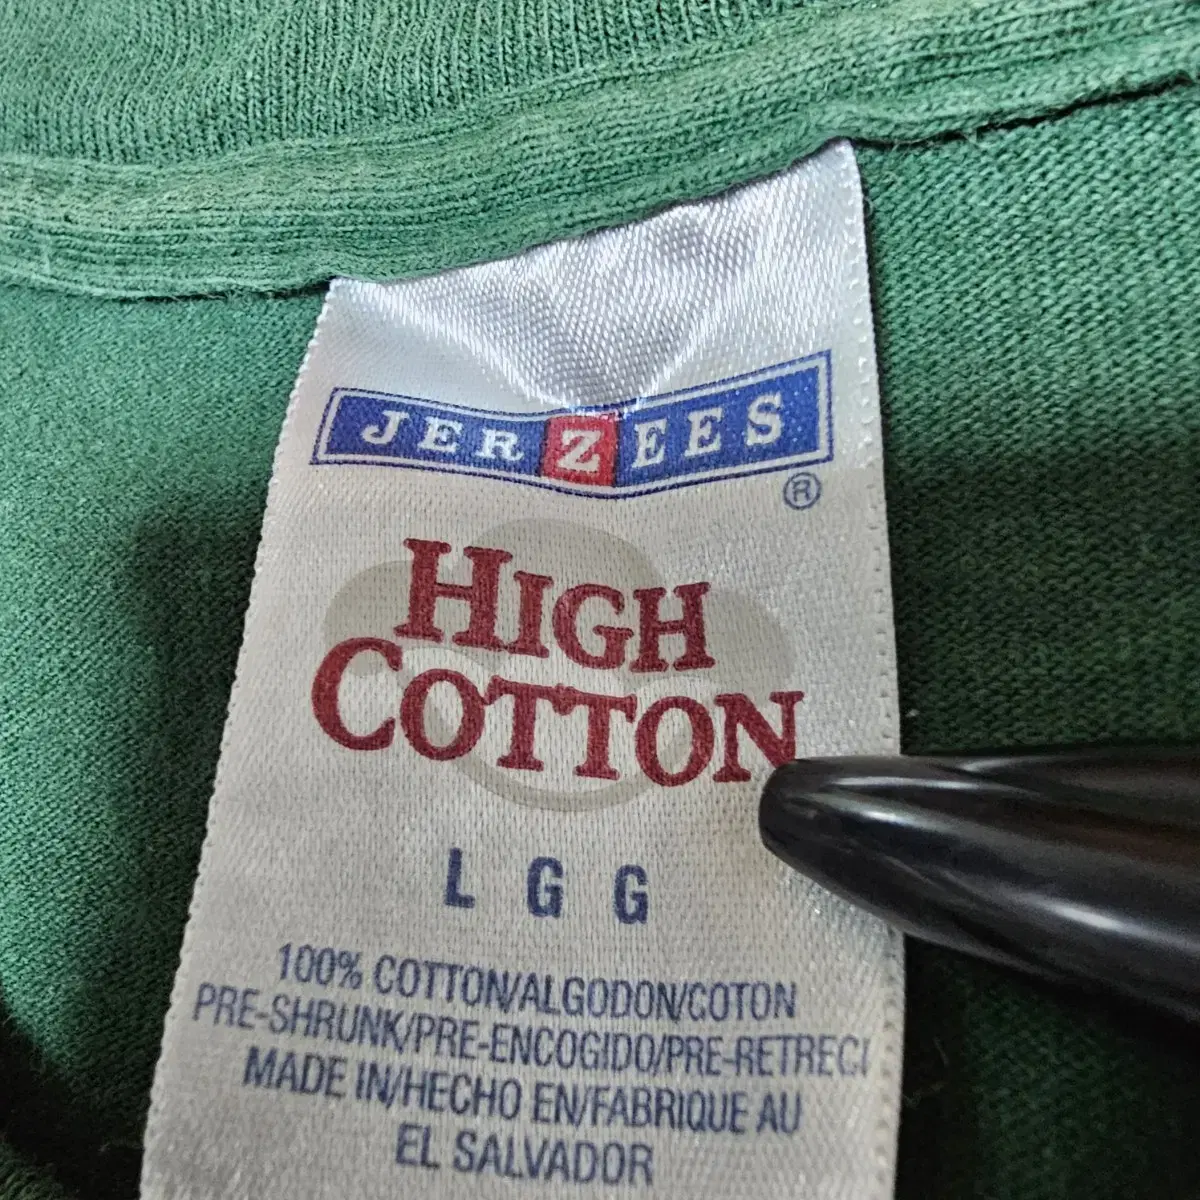 JERZEES
®
HIGH
COTTON
L G G
100% COTTON/ALGODON/COTON
PRE-SHRUNK/PRE-ENCOGIDO/PRE-RETRECI
MADE IN/HECHO EN/FABRIQUE AU
EL SALVADOR